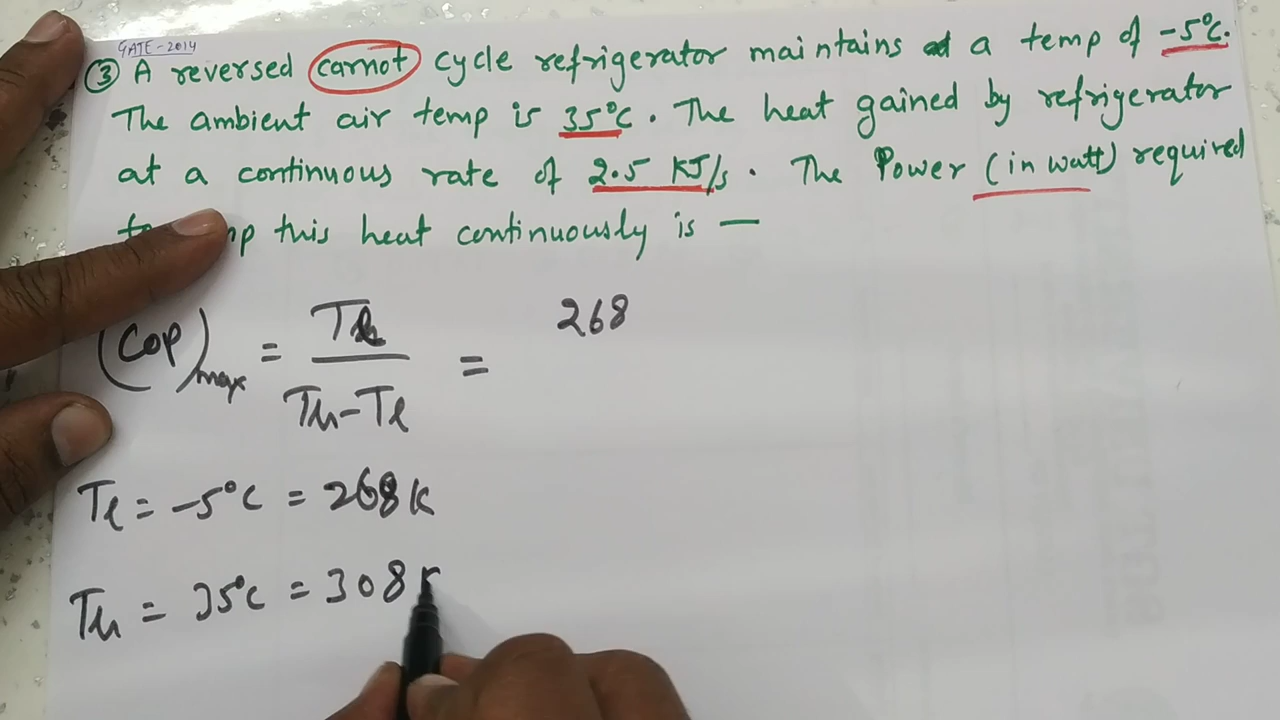 GATE-2014
③ A reversed carnot cycle refrigerator maintains a temp of -5°C.
The ambient air temp is 35°C. The heat gained by refrigerator
at a continuous rate of 2.5 KJ/s. The Power (in watt) required
this heat continuously is —
(COP)max = Tl / Th-Tl = 268
Tl = -5°C = 268K
Th = 35°C = 308